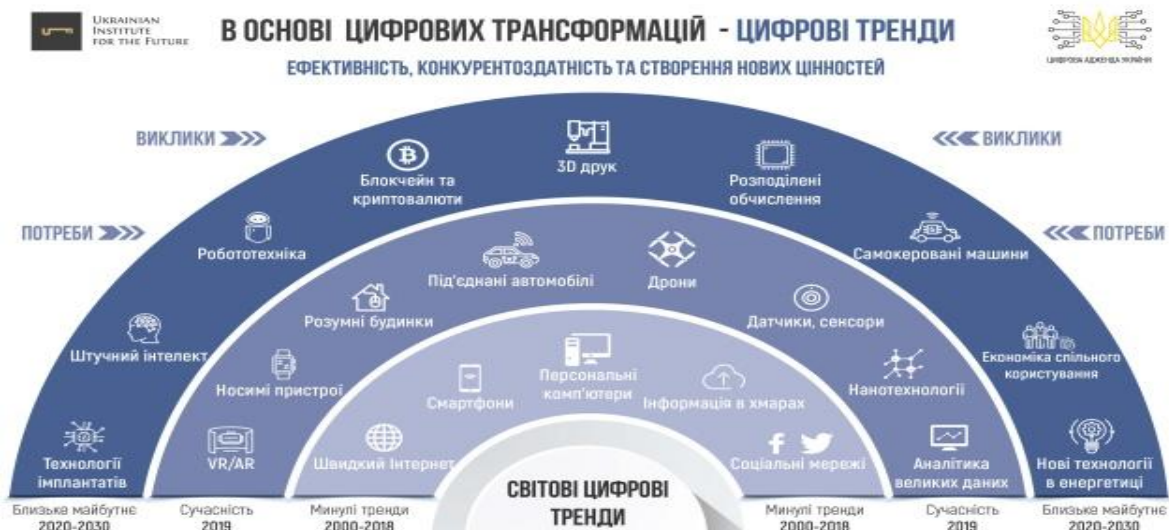 UKRAINIAN
INSTITUTE
FOR THE FUTURE
В ОСНОВІ ЦИФРОВИХ ТРАНСФОРМАЦІЙ - ЦИФРОВІ ТРЕНДИ
ЕФЕКТИВНІСТЬ, КОНКУРЕНТОЗДАТНІСТЬ ТА СТВОРЕННЯ НОВИХ ЦІННОСТЕЙ
ЦИФРОВА АДЖЕНДА УКРАЇНИ
ВИКЛИКИ
ВИКЛИКИ
ПОТРЕБИ
ПОТРЕБИ
Технології
імплантатів
Штучний інтелект
Робототехніка
Блокчейн та
криптовалюти
3D друк
Розподілені
обчислення
Самокеровані машини
Економіка спільного
користування
Нові технології
в енергетиці
VR/AR
Носимі пристрої
Розумні будинки
Під'єднані автомобілі
Дрони
Датчики, сенсори
Нанотехнології
Аналітика
великих даних
Швидкий Інтернет
Смартфони
Персональні
комп'ютери
Інформація в хмарах
Соціальні мережі
СВІТОВІ ЦИФРОВІ
ТРЕНДИ
Близьке майбутнє
2020-2030
Сучасність
2019
Минулі тренди
2000-2018
Минулі тренди
2000-2018
Сучасність
2019
Близьке майбутнє
2020-2030